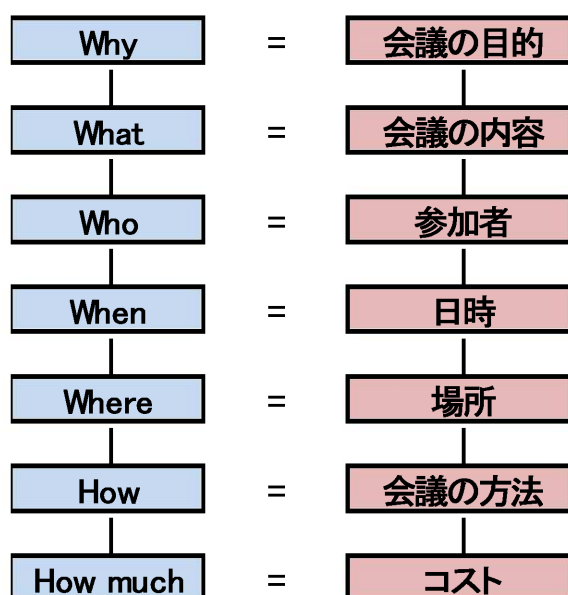 Why = 会議の目的
What = 会議の内容
Who = 参加者
When = 日時
Where = 場所
How = 会議の方法
How much = コスト